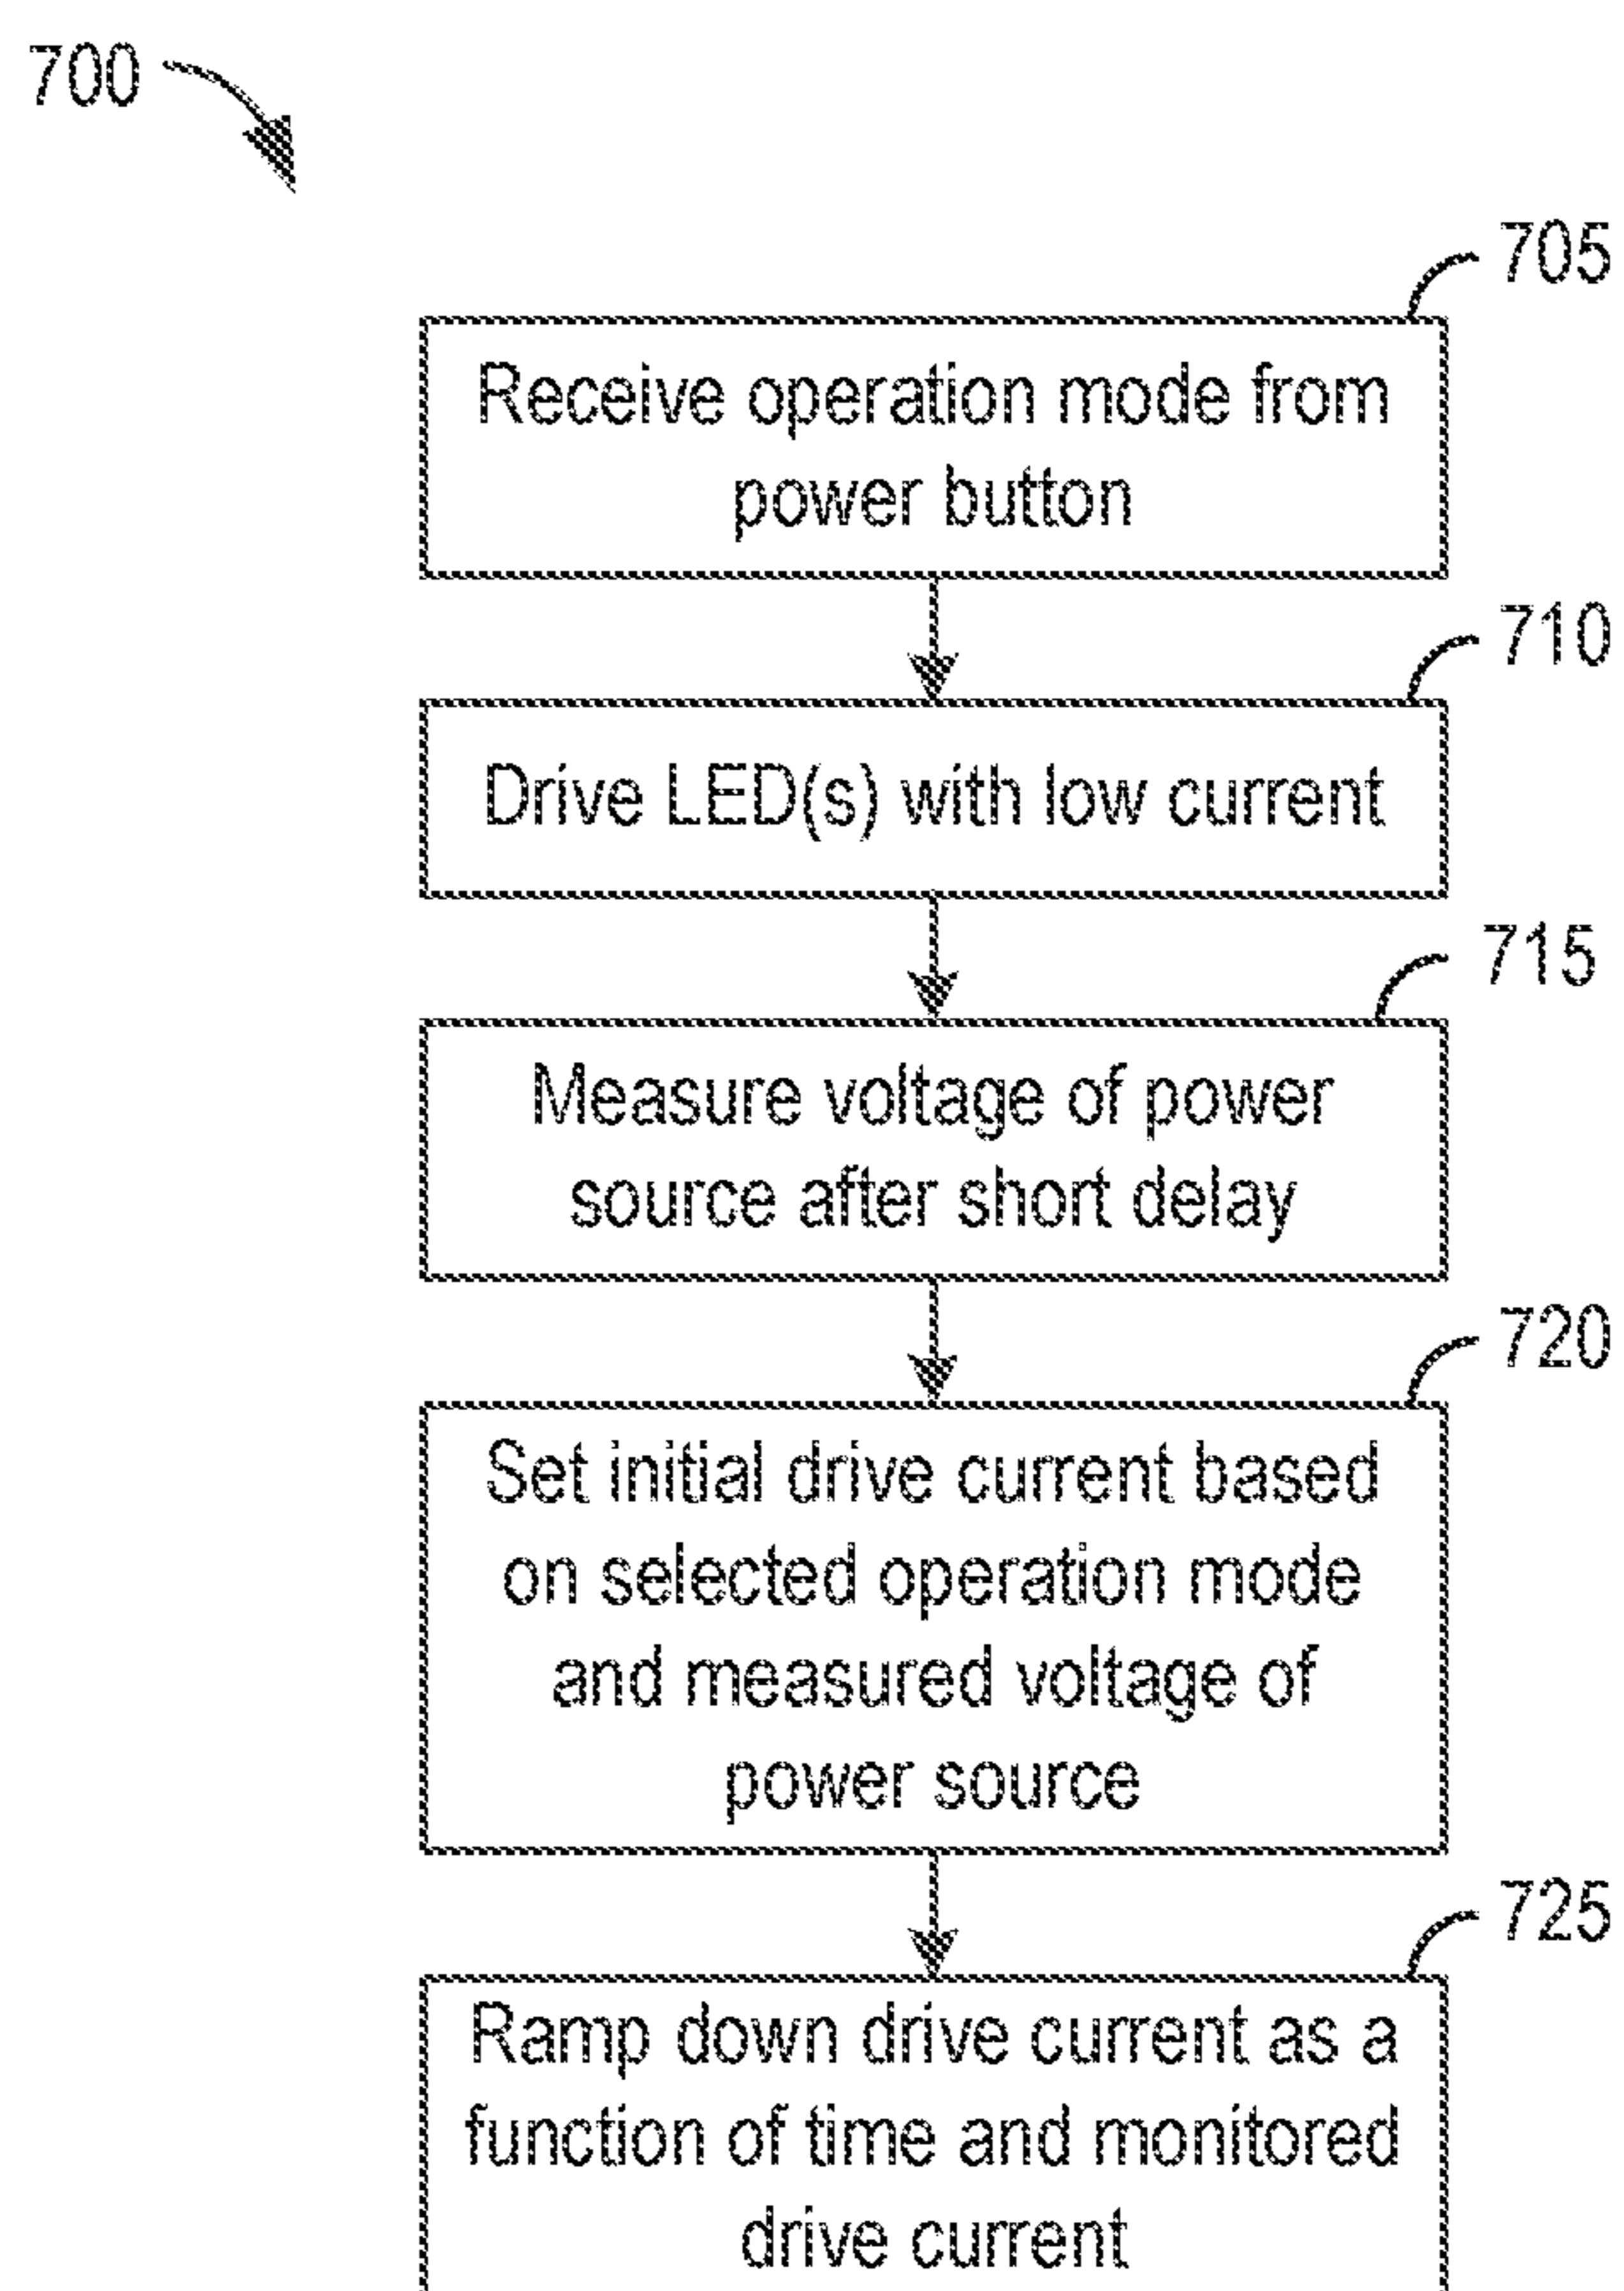 700
705
Receive operation mode from
power button
710
Drive LED(s) with low current
715
Measure voltage of power
source after short delay
720
Set initial drive current based
on selected operation mode
and measured voltage of
power source
725
Ramp down drive current as a
function of time and monitored
drive current